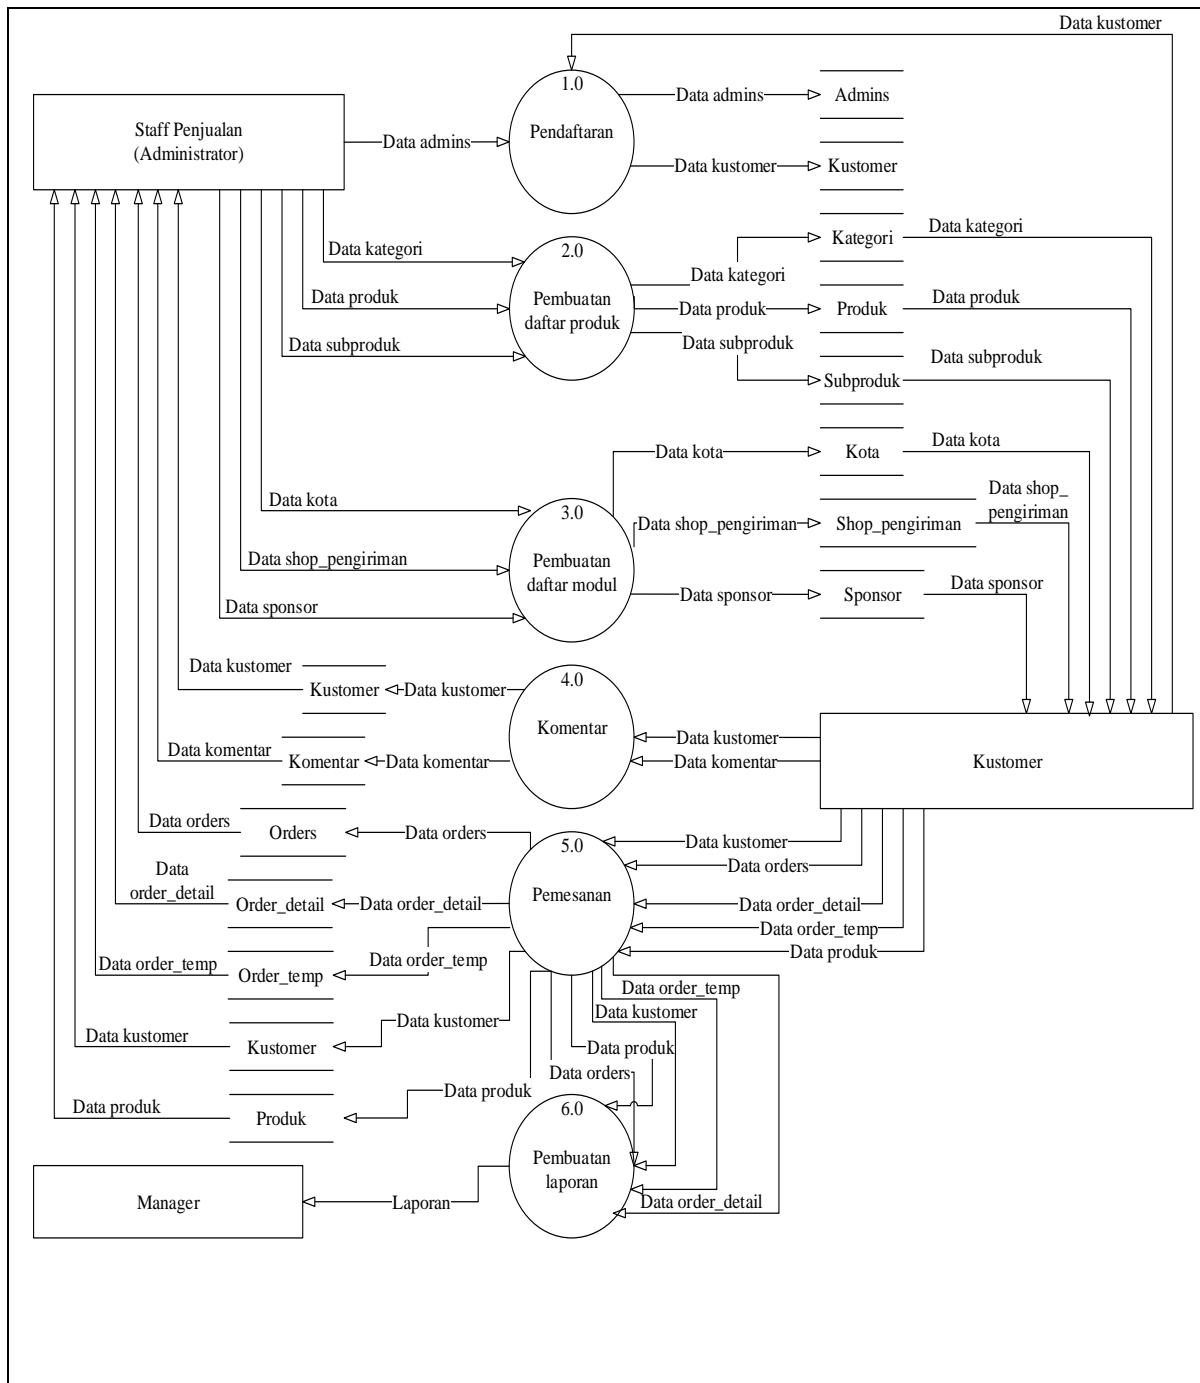 Data kustomer
1.0
Pendaftaran
Data admins
Admins
Staff Penjualan
(Administrator)
Data admins
Data kustomer
Kustomer
Data kategori
2.0
Pembuatan
daftar produk
Data kategori
Kategori
Data kategori
Data produk
Data produk
Produk
Data produk
Data subproduk
Data subproduk
Subproduk
Data subproduk
Data kota
Kota
Data kota
Data kota
3.0
Pembuatan
daftar modul
Data shop_pengiriman
Shop_pengiriman
Data shop_
pengiriman
Data shop_pengiriman
Data sponsor
Data sponsor
Sponsor
Data sponsor
Data kustomer
Kustomer
Data kustomer
4.0
Komentar
Data kustomer
Data komentar
Kustomer
Data komentar
Komentar
Data komentar
Data orders
Orders
Data orders
5.0
Pemesanan
Data kustomer
Data orders
Data order_detail
Data order_temp
Data produk
Data
order_detail
Order_detail
Data order_detail
Data order_temp
Order_temp
Data order_temp
Data order_temp
Data kustomer
Data kustomer
Kustomer
Data kustomer
Data produk
Data orders
Data produk
Produk
Data produk
6.0
Pembuatan
laporan
Manager
Laporan
Data order_detail